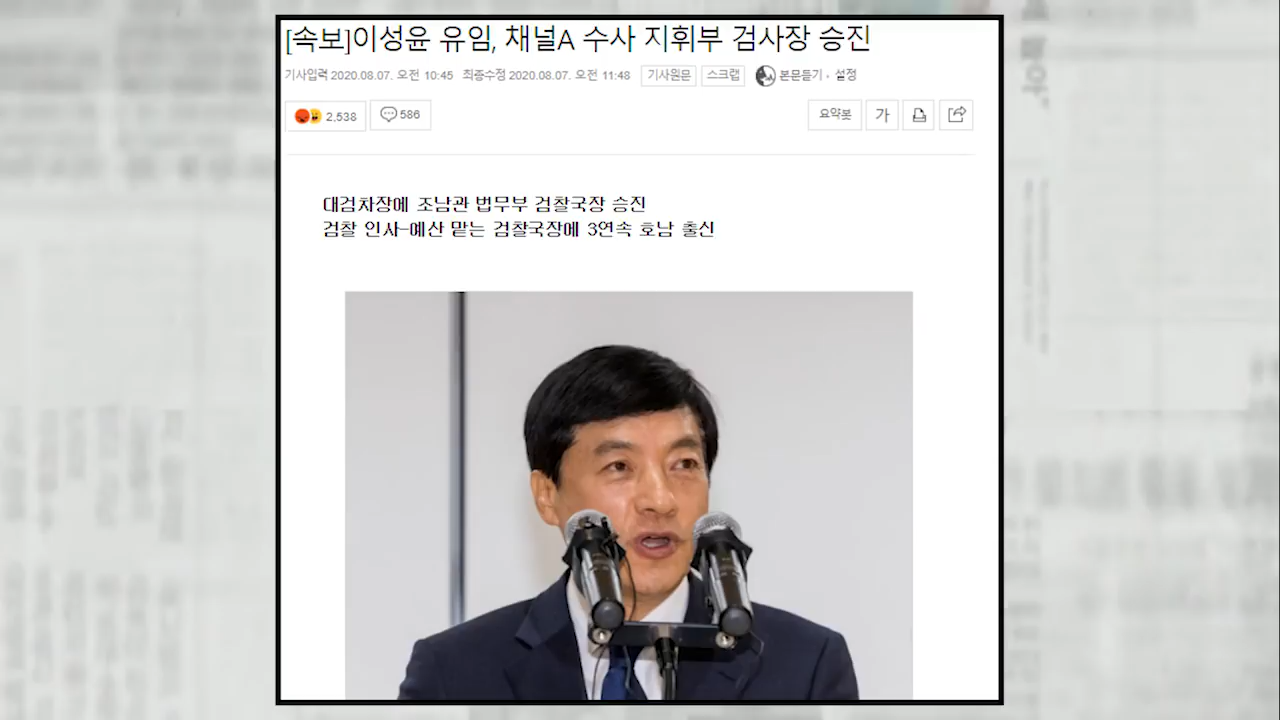 [속보]이성윤 유임, 채널A 수사 지휘부 검사장 승진
기사입력 2020.08.07. 오전 10:45 최종수정 2020.08.07. 오전 11:48 기사원문 스크랩 본문듣기 · 설정
2,538 586 요약봇 가
대검차장에 조남관 법무부 검찰국장 승진
검찰 인사-예산 맡는 검찰국장에 3연속 호남 출신